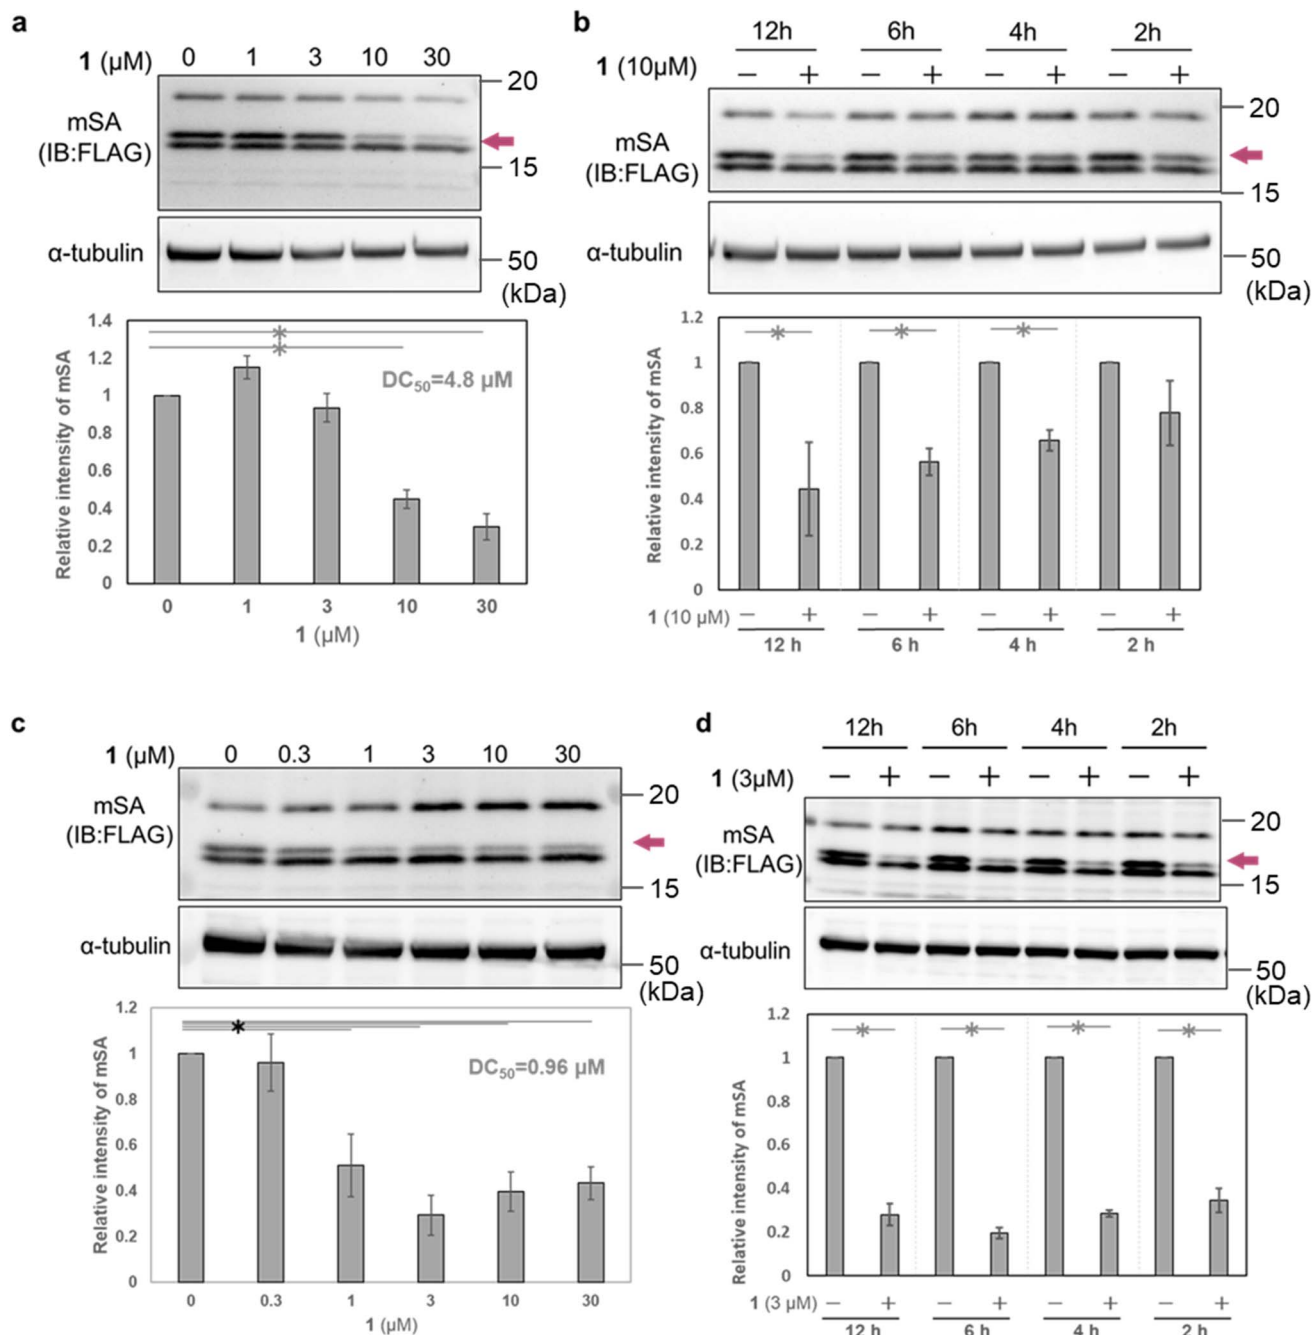 a
1 (μM) 0 1 3 10 30
20
mSA
(IB:FLAG)
15
α-tubulin
50
(kDa)
1.4
1.2
1
0.8
0.6
0.4
0.2
0
Relative intensity of mSA
*
*
DC50=4.8 μM
0 1 3 10 30
1 (μM)
b
12h 6h 4h 2h
1 (10μM) − + − + − + − +
20
mSA
(IB:FLAG)
15
α-tubulin
50
(kDa)
1.2
1
0.8
0.6
0.4
0.2
0
Relative intensity of mSA
* * *
1 (10 μM) − + − + − + − +
12 h 6 h 4 h 2 h
c
1 (μM) 0 0.3 1 3 10 30
20
mSA
(IB:FLAG)
15
α-tubulin
50
(kDa)
1.2
1
0.8
0.6
0.4
0.2
0
Relative intensity of mSA
*
DC50=0.96 μM
0 0.3 1 3 10 30
1 (μM)
d
12h 6h 4h 2h
1 (3μM) − + − + − + − +
20
mSA
(IB:FLAG)
15
α-tubulin
50
(kDa)
1.2
1
0.8
0.6
0.4
0.2
0
Relative intensity of mSA
* * * *
1 (3 μM) − + − + − + − +
12 h 6 h 4 h 2 h